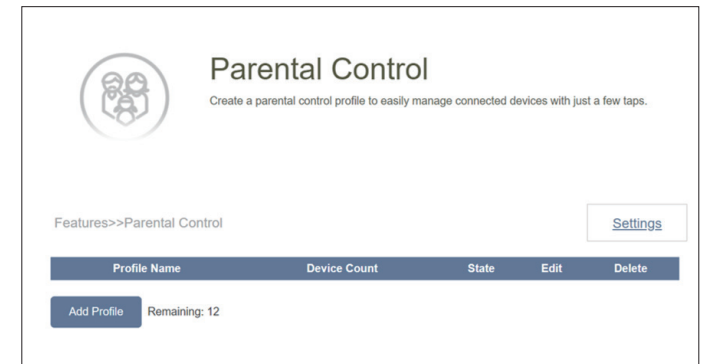 Parental Control
Create a parental control profile to easily manage connected devices with just a few taps.
Features>>Parental Control
Settings
Profile Name Device Count State Edit Delete
Add Profile Remaining: 12